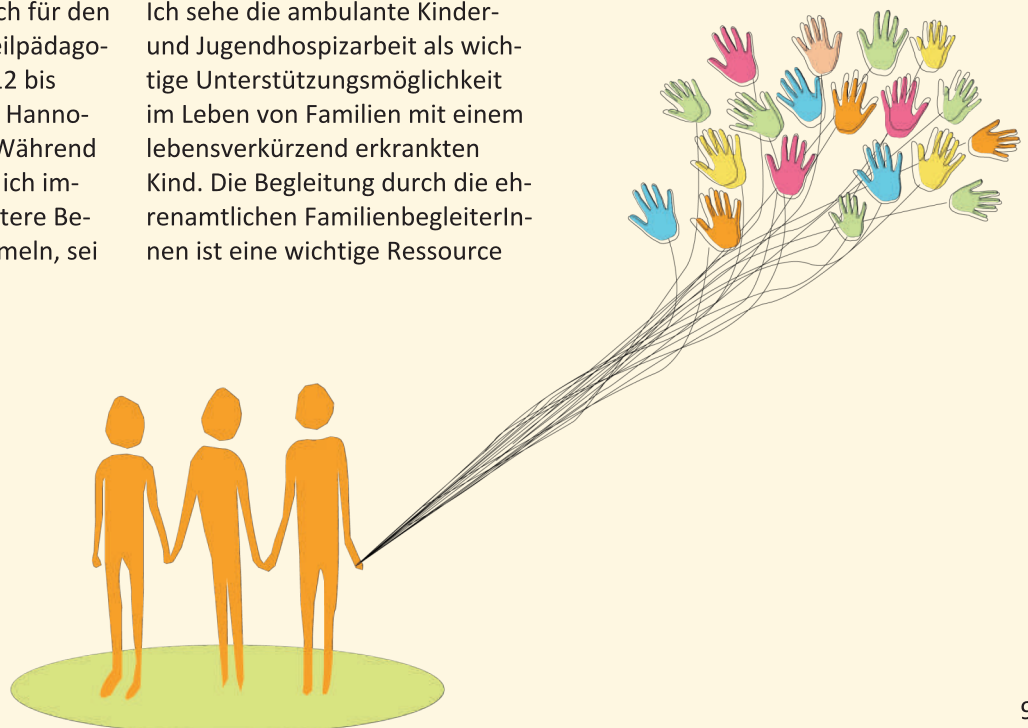 ch für den
eilpädago-
12 bis
Hanno-
Während
ich im-
tere Be-
meln, sei
Ich sehe die ambulante Kinder-
und Jugendhospizarbeit als wich-
tige Unterstützungsmöglichkeit
im Leben von Familien mit einem
lebensverkürzend erkrankten
Kind. Die Begleitung durch die eh-
renamtlichen FamilienbegleiterIn-
nen ist eine wichtige Ressource
9